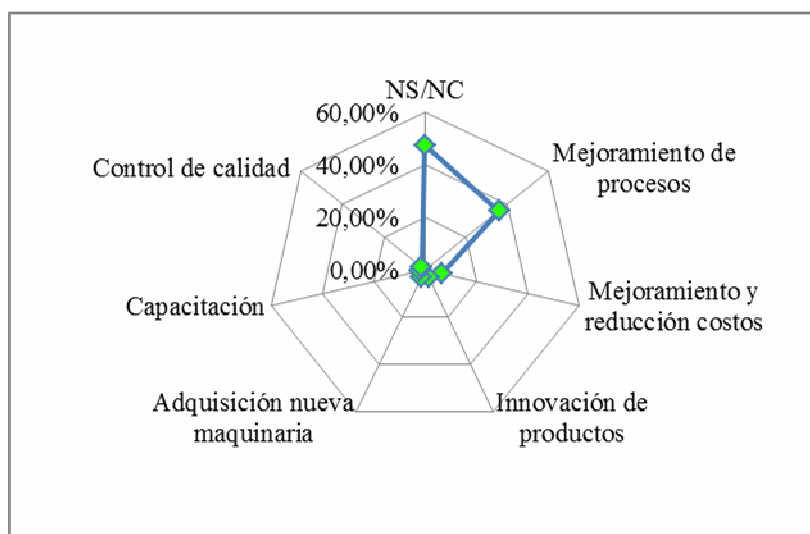 NS/NC
60,00%
40,00%
20,00%
0,00%
Mejoramiento de
procesos
Mejoramiento y
reducción costos
Innovación de
productos
Adquisición nueva
maquinaria
Capacitación
Control de calidad